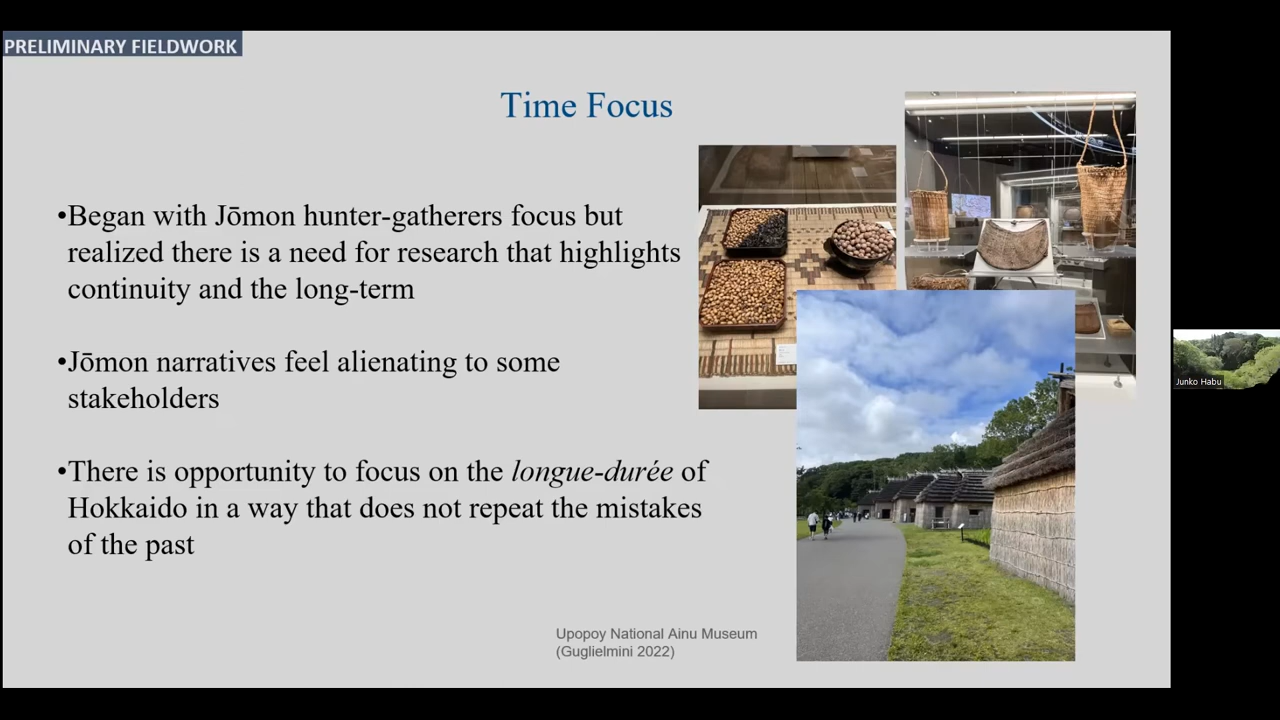 PRELIMINARY FIELDWORK
Time Focus
•Began with Jōmon hunter-gatherers focus but
realized there is a need for research that highlights
continuity and the long-term
•Jōmon narratives feel alienating to some
stakeholders
•There is opportunity to focus on the longue-durée of
Hokkaido in a way that does not repeat the mistakes
of the past
Upopoy National Ainu Museum
(Guglielmini 2022)
Junko Habu